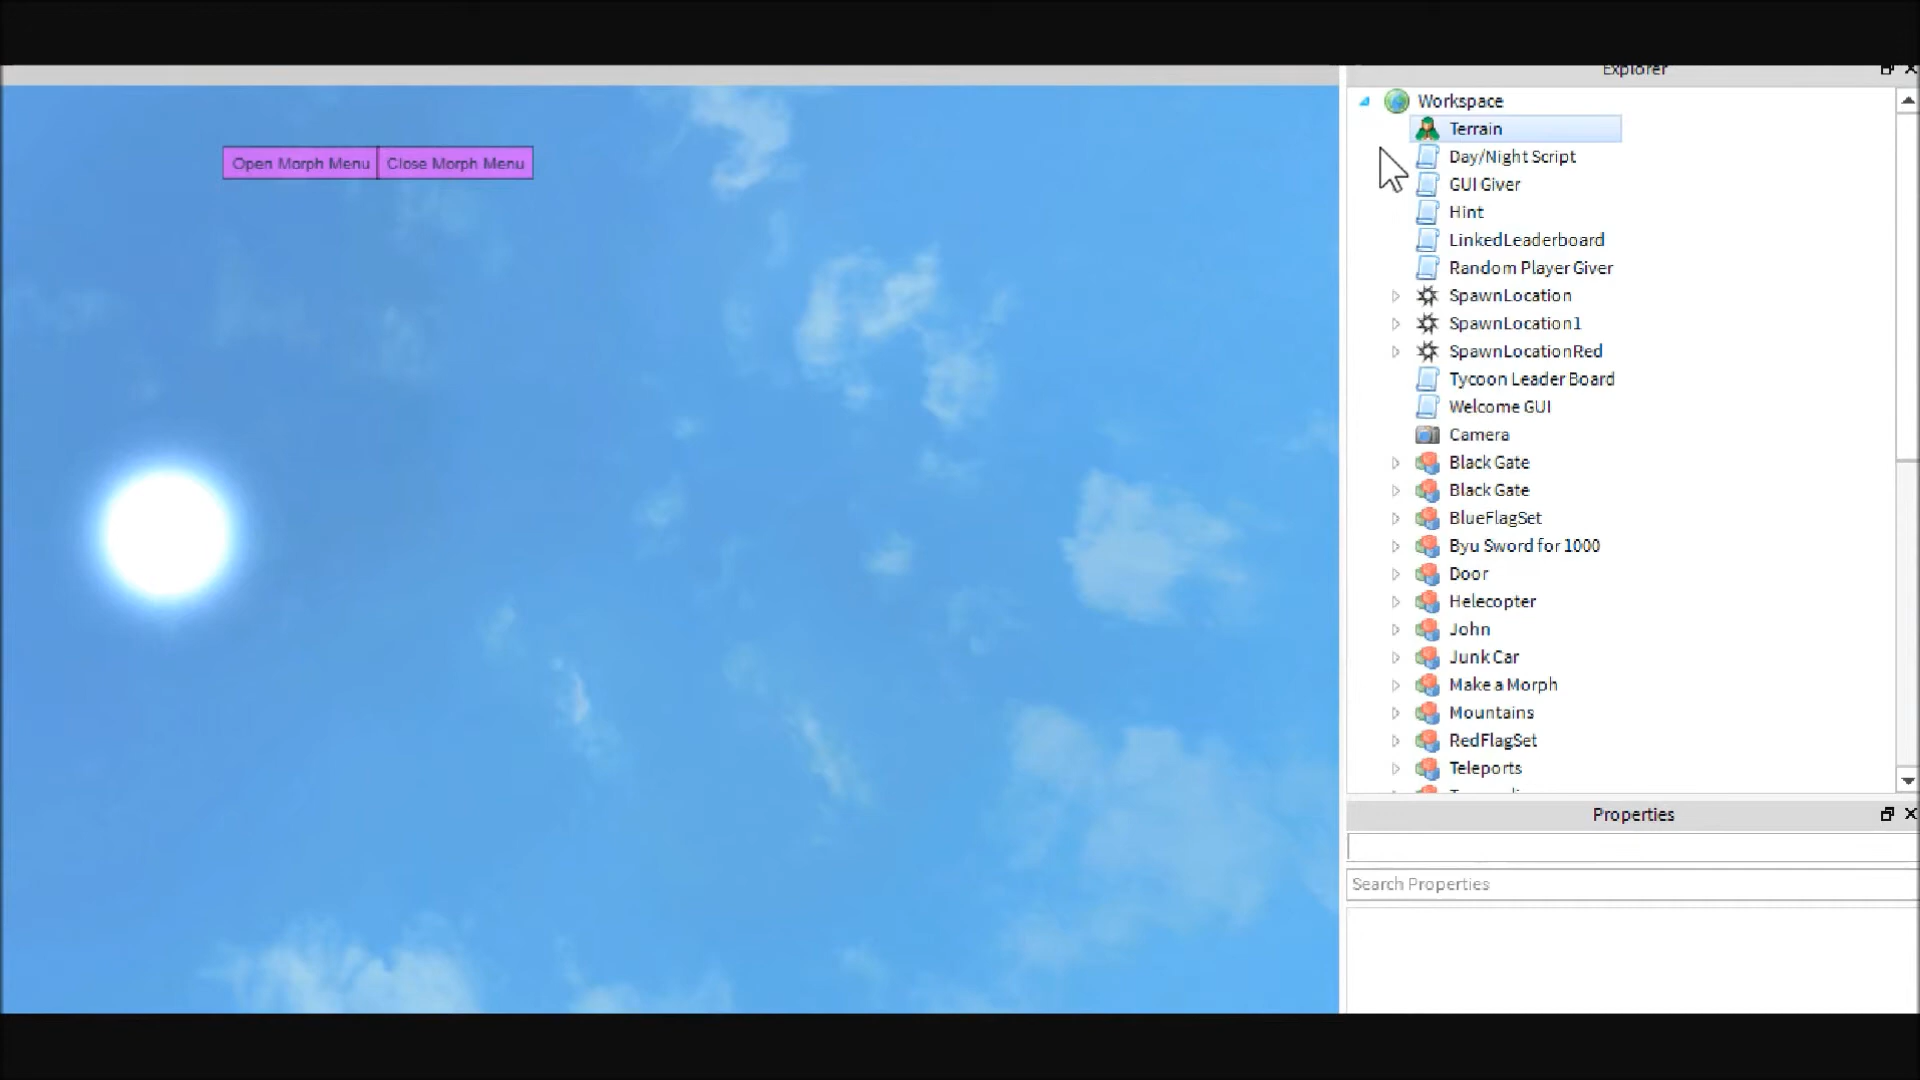 Explorer
Workspace
Terrain
Open Morph Menu Close Morph Menu
Day/Night Script
GUI Giver
Hint
LinkedLeaderboard
Random Player Giver
SpawnLocation
SpawnLocation1
SpawnLocationRed
Tycoon Leader Board
Welcome GUI
Camera
Black Gate
Black Gate
BlueFlagSet
Byu Sword for 1000
Door
Helecopter
John
Junk Car
Make a Morph
Mountains
RedFlagSet
Teleports
Properties
Search Properties